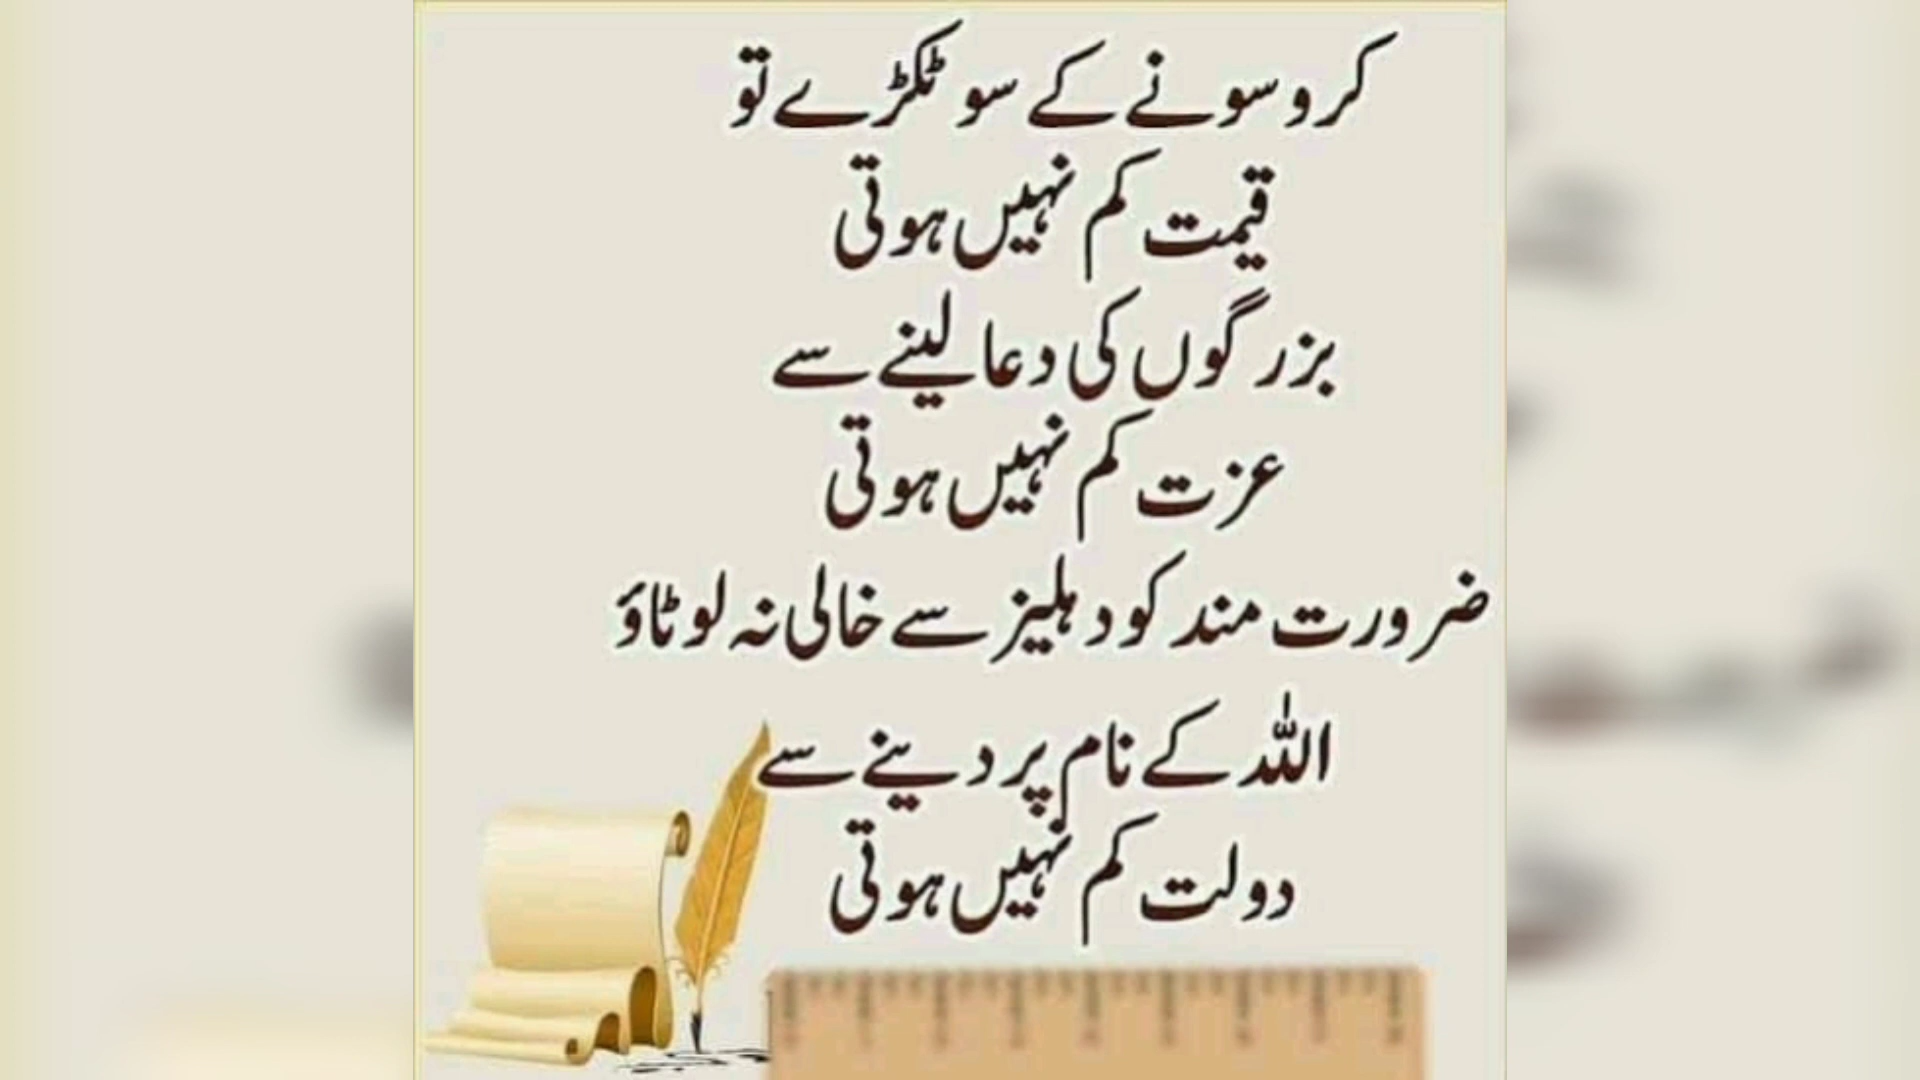 کرو سونے کے سو ٹکڑے تو
قیمت کم نہیں ہوتی
بزرگوں کی دعا لینے سے
عزت کم نہیں ہوتی
ضرورت مند کو دہلیز سے خالی نہ لوٹاؤ
اللہ کے نام پر دینے سے
دولت کم نہیں ہوتی